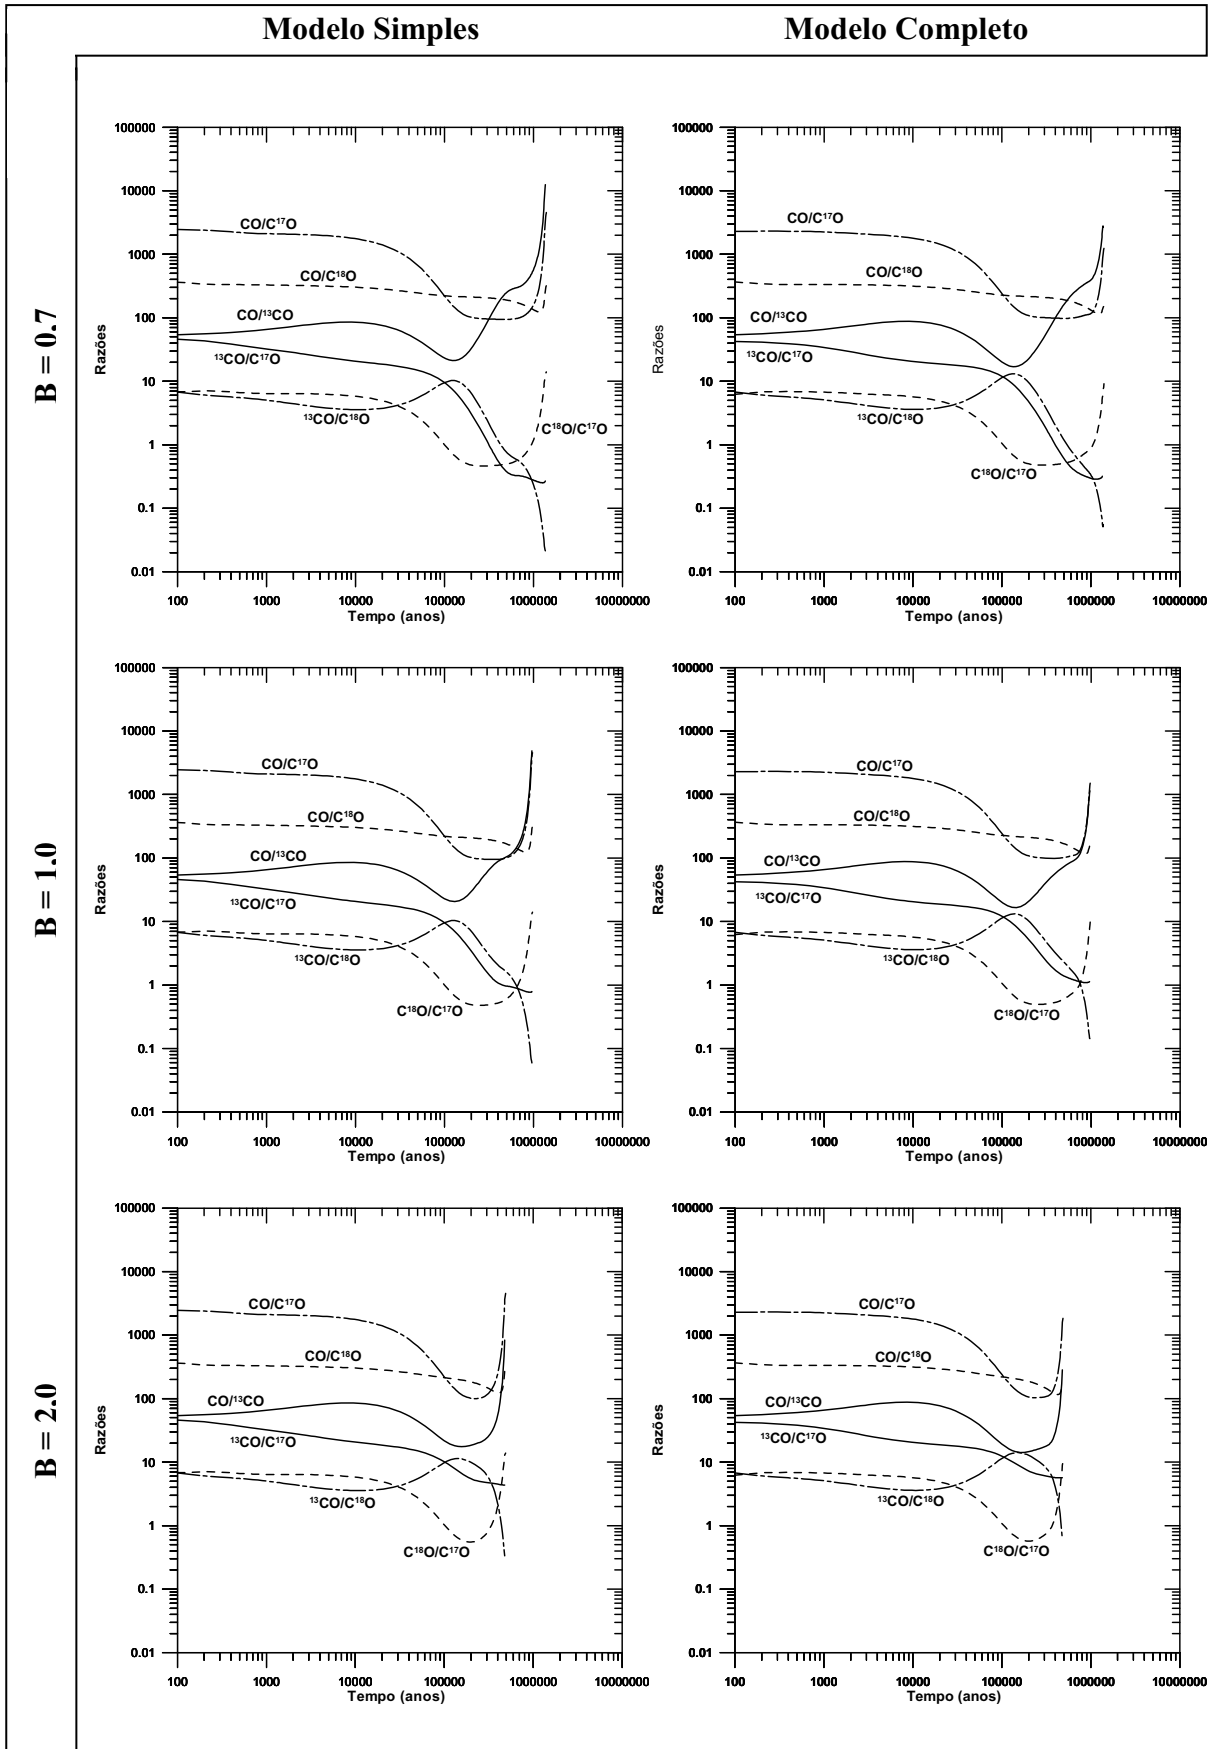 Modelo Simples Modelo Completo
B = 0.7
100000
10000
1000
100
10
1
0.1
0.01
Razões
CO/C¹⁷O
CO/C¹⁸O
CO/¹³CO
¹³CO/C¹⁷O
¹³CO/C¹⁸O
C¹⁸O/C¹⁷O
100 1000 10000 100000 1000000 10000000
Tempo (anos)
100000
10000
1000
100
10
1
0.1
0.01
Razões
CO/C¹⁷O
CO/C¹⁸O
CO/¹³CO
¹³CO/C¹⁷O
¹³CO/C¹⁸O
C¹⁸O/C¹⁷O
100 1000 10000 100000 1000000 10000000
Tempo (anos)
B = 1.0
100000
10000
1000
100
10
1
0.1
0.01
Razões
CO/C¹⁷O
CO/C¹⁸O
CO/¹³CO
¹³CO/C¹⁷O
¹³CO/C¹⁸O
C¹⁸O/C¹⁷O
100 1000 10000 100000 1000000 10000000
Tempo (anos)
100000
10000
1000
100
10
1
0.1
0.01
Razões
CO/C¹⁷O
CO/C¹⁸O
CO/¹³CO
¹³CO/C¹⁷O
¹³CO/C¹⁸O
C¹⁸O/C¹⁷O
100 1000 10000 100000 1000000 10000000
Tempo (anos)
B = 2.0
100000
10000
1000
100
10
1
0.1
0.01
Razões
CO/C¹⁷O
CO/C¹⁸O
CO/¹³CO
¹³CO/C¹⁷O
¹³CO/C¹⁸O
C¹⁸O/C¹⁷O
100 1000 10000 100000 1000000 10000000
Tempo (anos)
100000
10000
1000
100
10
1
0.1
0.01
Razões
CO/C¹⁷O
CO/C¹⁸O
CO/¹³CO
¹³CO/C¹⁷O
¹³CO/C¹⁸O
C¹⁸O/C¹⁷O
100 1000 10000 100000 1000000 10000000
Tempo (anos)